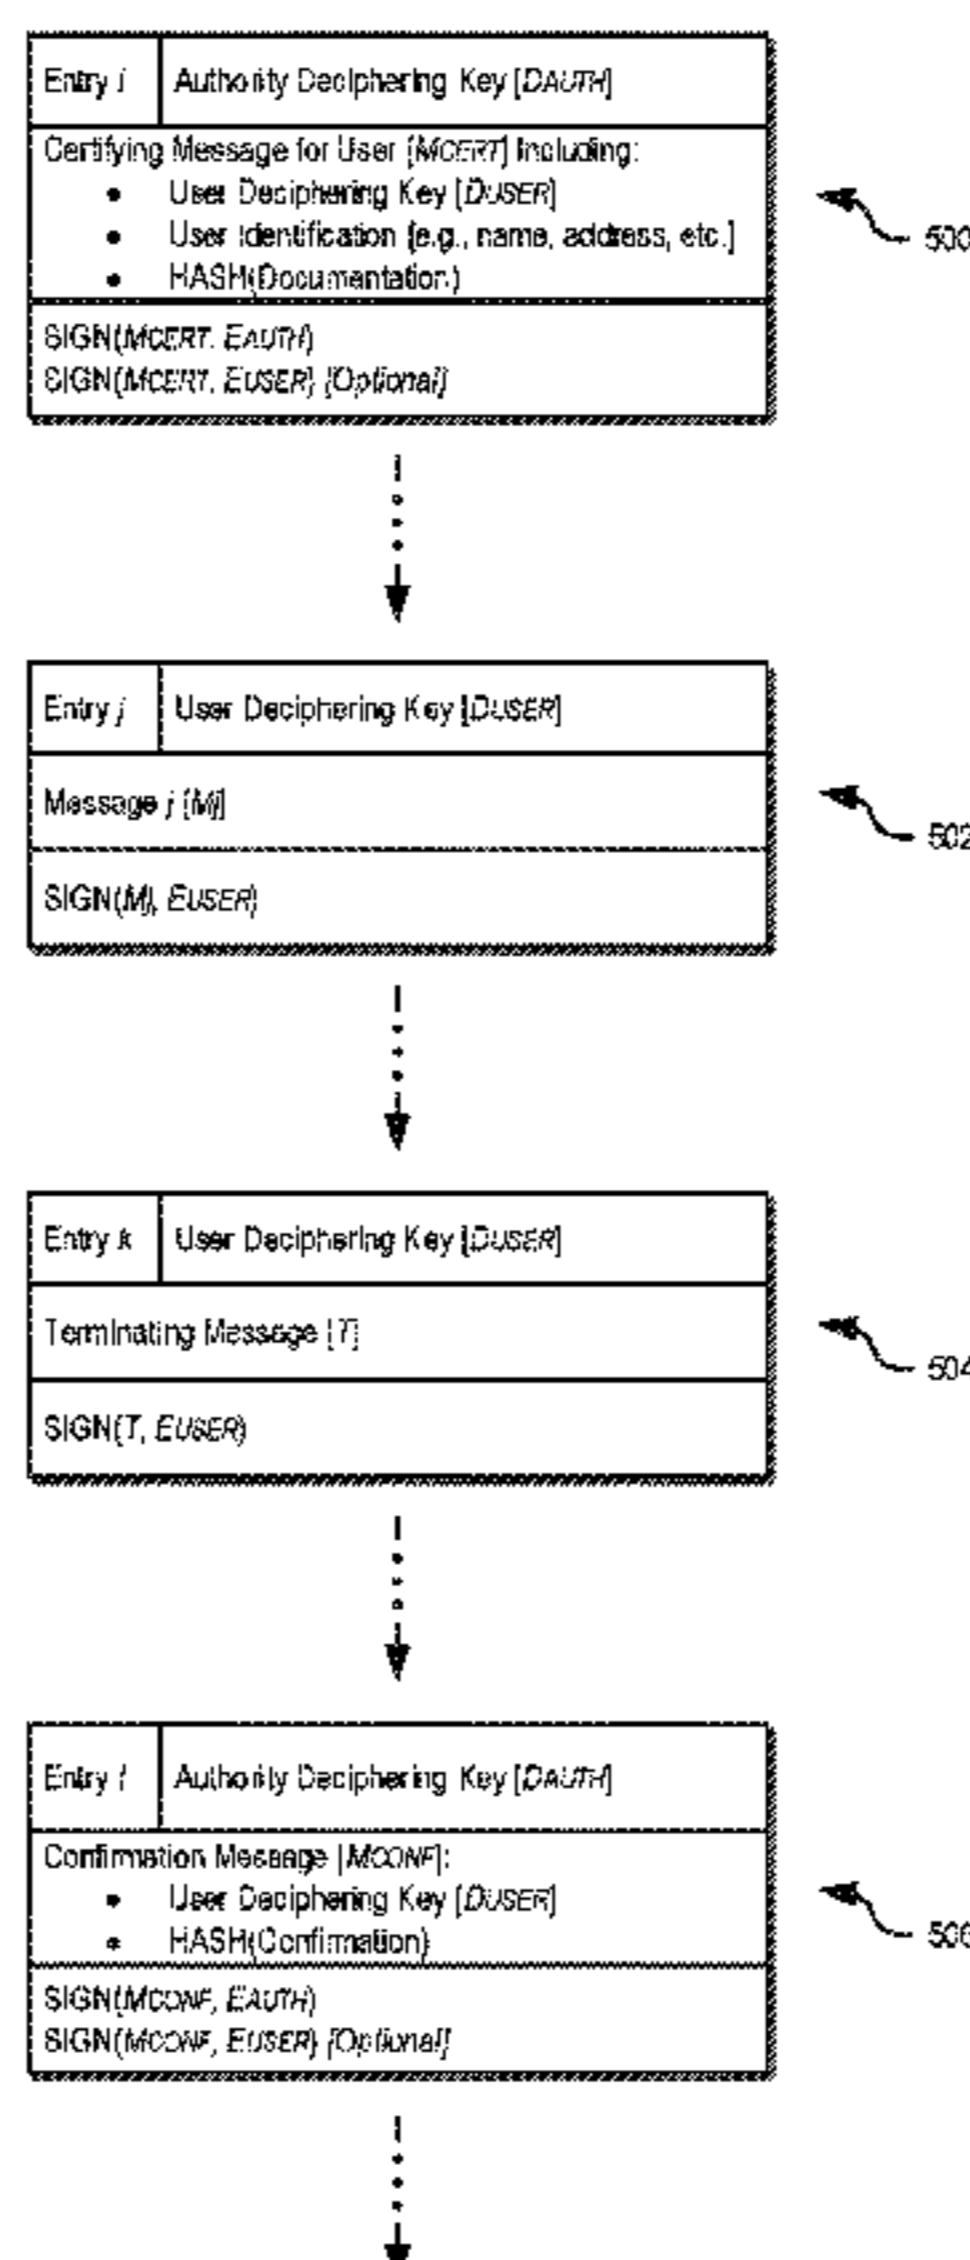 Entry i Authority Deciphering Key [DAUTH]
Certifying Message for User [MCERT] Including:
• User Deciphering Key [DUSER]
• User Identification (e.g., name, address, etc.]
• HASH(Documentation)
500
SIGN(MCERT, EAUTH)
SIGN(MCERT, EUSER) [Optional]
Entry j User Deciphering Key [DUSER]
Message j [Mj]
502
SIGN(Mj, EUSER)
Entry k User Deciphering Key [DUSER]
Terminating Message [T]
504
SIGN(T, EUSER)
Entry l Authority Deciphering Key [DAUTH]
Confirmation Message [MCONF]:
• User Deciphering Key [DUSER]
• HASH(Confirmation)
506
SIGN(MCONF, EAUTH)
SIGN(MCONF, EUSER) [Optional]